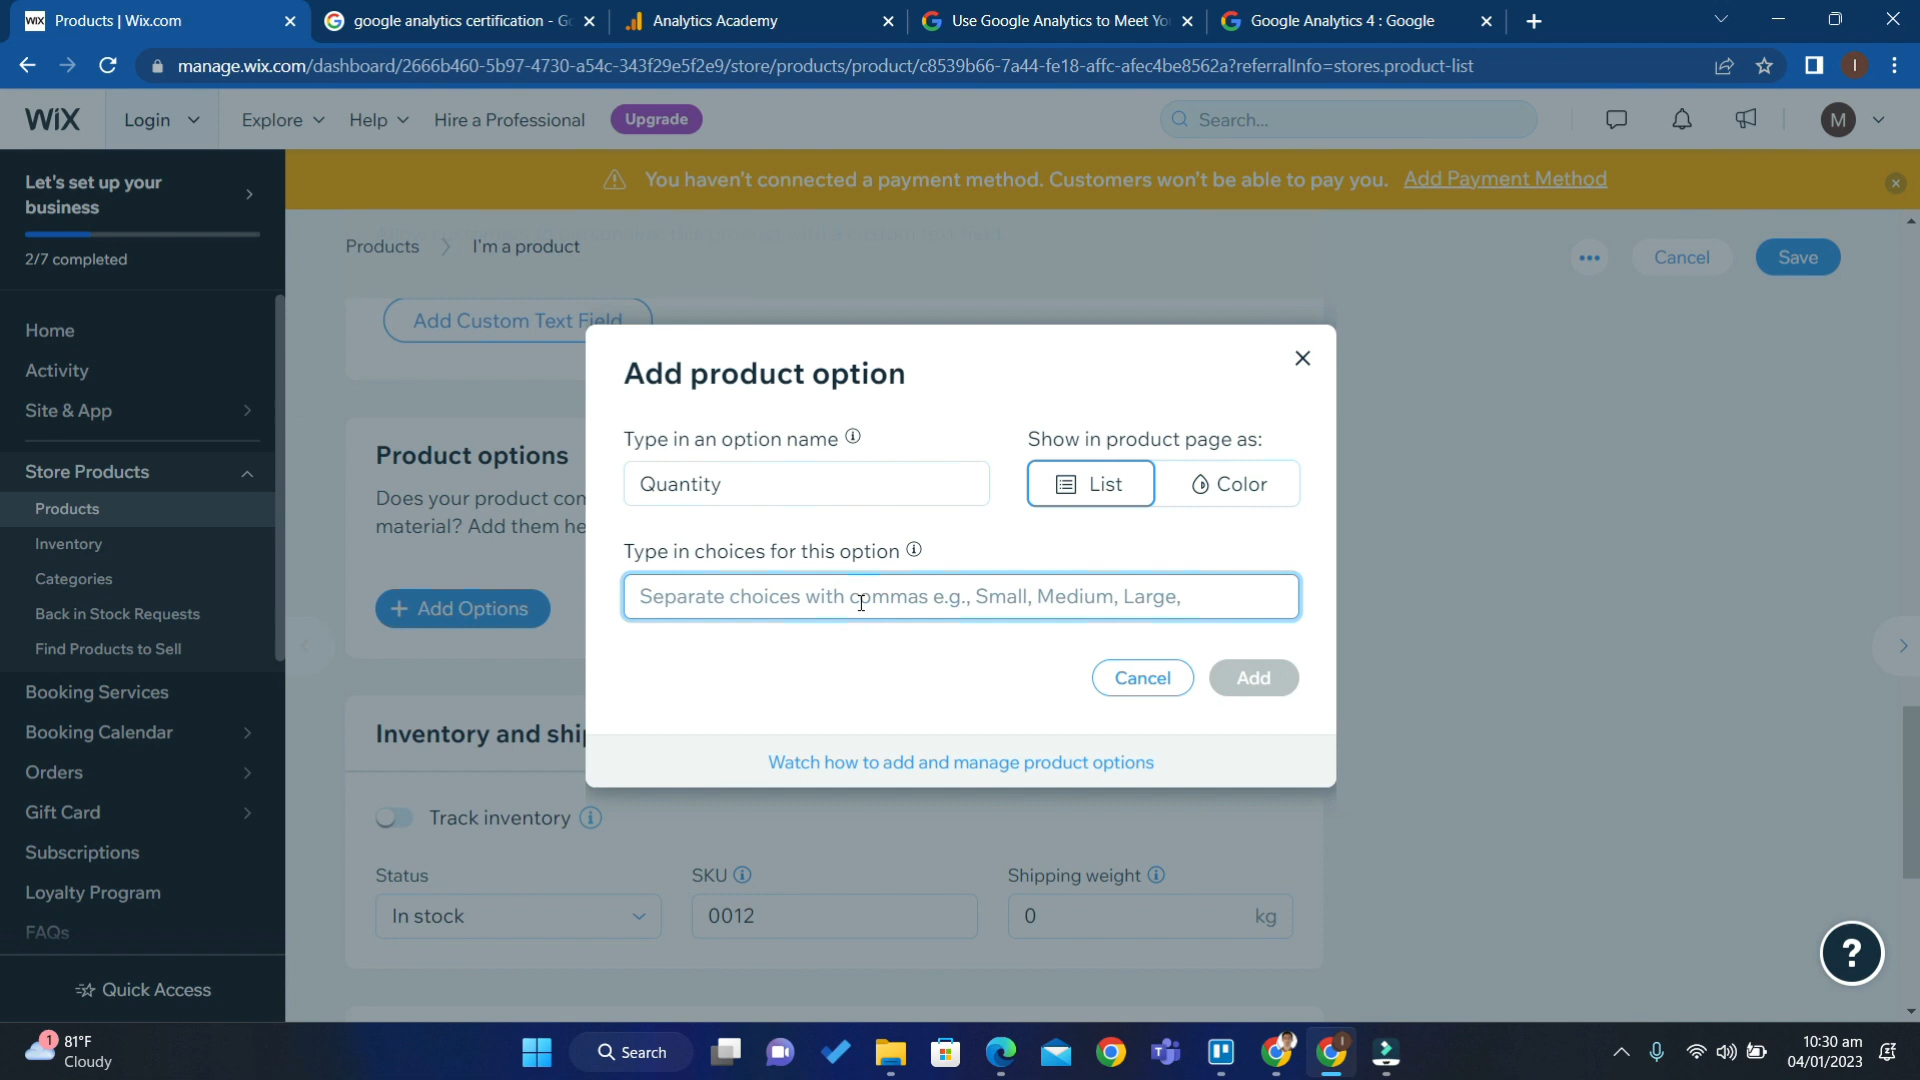 Products | Wix.com
google analytics certification - Go
Analytics Academy
Use Google Analytics to Meet Yo
Google Analytics 4 : Google
manage.wix.com/dashboard/2666b460-5b97-4730-a54c-343f29e5f2e9/store/products/product/c8539b66-7a44-fe18-affc-afec4be8562a?referralInfo=stores.product-list
WiX
Login
Explore
Help
Hire a Professional
Upgrade
Search...
M
Let's set up your
business
2/7 completed
You haven't connected a payment method. Customers won't be able to pay you. Add Payment Method
Products
I'm a product
Cancel
Save
Home
Activity
Site & App
Store Products
Products
Inventory
Categories
Back in Stock Requests
Find Products to Sell
Booking Services
Booking Calendar
Orders
Gift Card
Subscriptions
Loyalty Program
FAQs
Quick Access
Add Custom Text Field
Product options
Does your product com
material? Add them he
+ Add Options
Add product option
Type in an option name
Quantity
Show in product page as:
List
Color
Type in choices for this option
Separate choices with commas e.g., Small, Medium, Large,
Cancel
Add
Watch how to add and manage product options
Inventory and ship
Track inventory
Status
In stock
SKU
0012
Shipping weight
0
kg
?
1
81°F
Cloudy
Search
10:30 am
04/01/2023